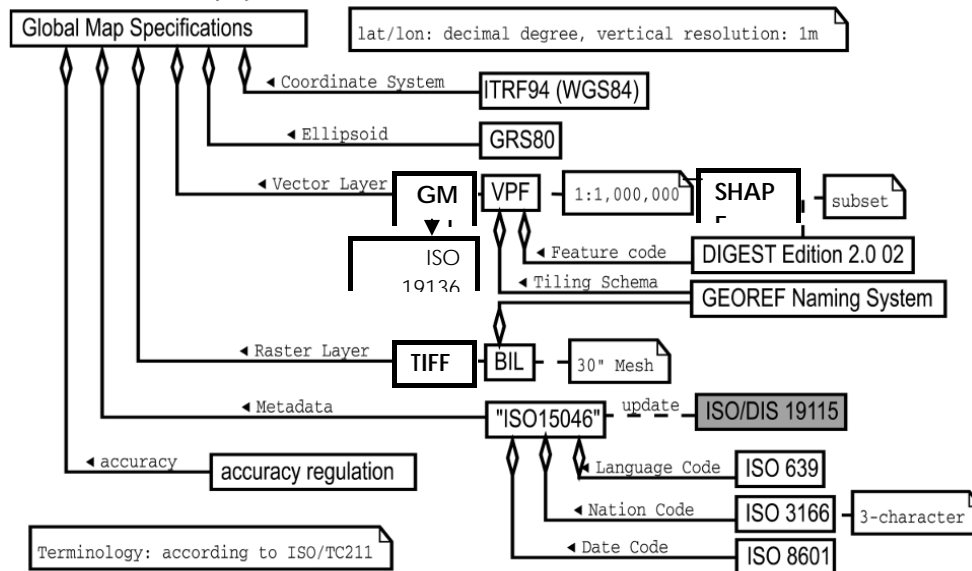 Global Map Specifications
lat/lon: decimal degree, vertical resolution: 1m
◄ Coordinate System
ITRF94 (WGS84)
◄ Ellipsoid
GRS80
◄ Vector Layer
GM
VPF
1:1,000,000
SHAP
subset
ISO
19136
◄ Feature code
DIGEST Edition 2.0 02
◄ Tiling Schema
GEOREF Naming System
◄ Raster Layer
TIFF
BIL
30" Mesh
◄ Metadata
"ISO15046"
update
ISO/DIS 19115
◄ accuracy
accuracy regulation
◄ Language Code
ISO 639
◄ Nation Code
ISO 3166
3-character
◄ Date Code
ISO 8601
Terminology: according to ISO/TC211